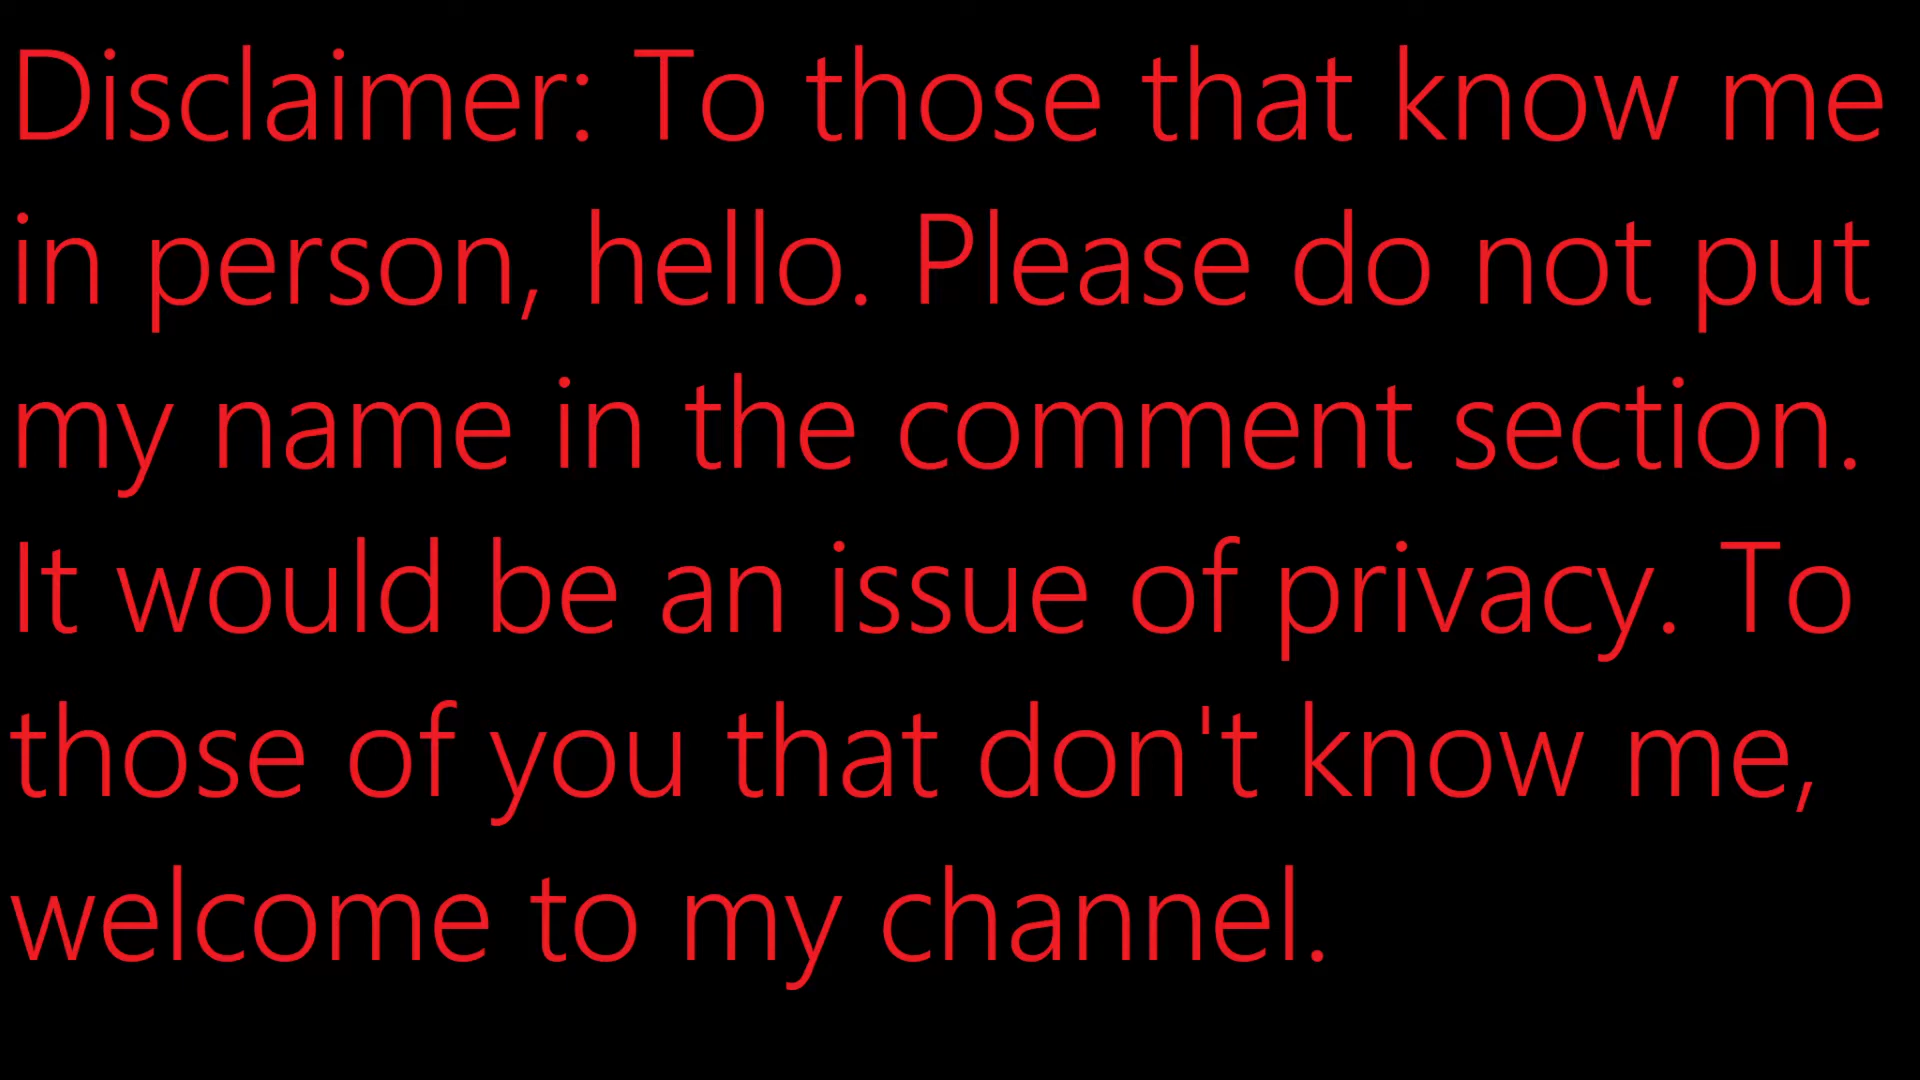 Disclaimer: To those that know me
in person, hello. Please do not put
my name in the comment section.
It would be an issue of privacy. To
those of you that don't know me,
welcome to my channel.